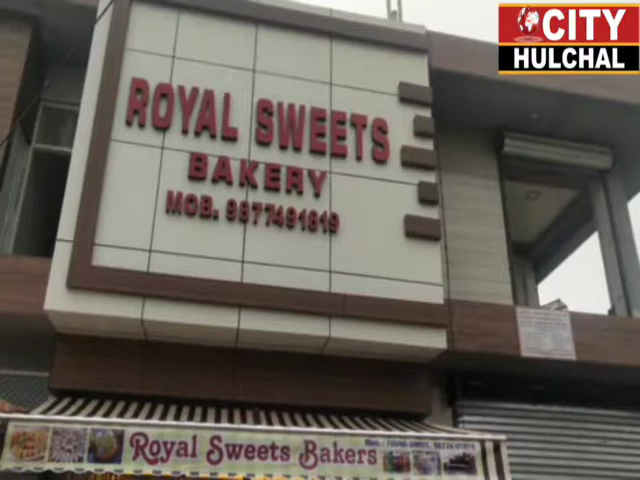 CITY
HULCHAL
ROYAL SWEETS
BAKERY
MOB. 9877491819
Royal Sweets Bakers